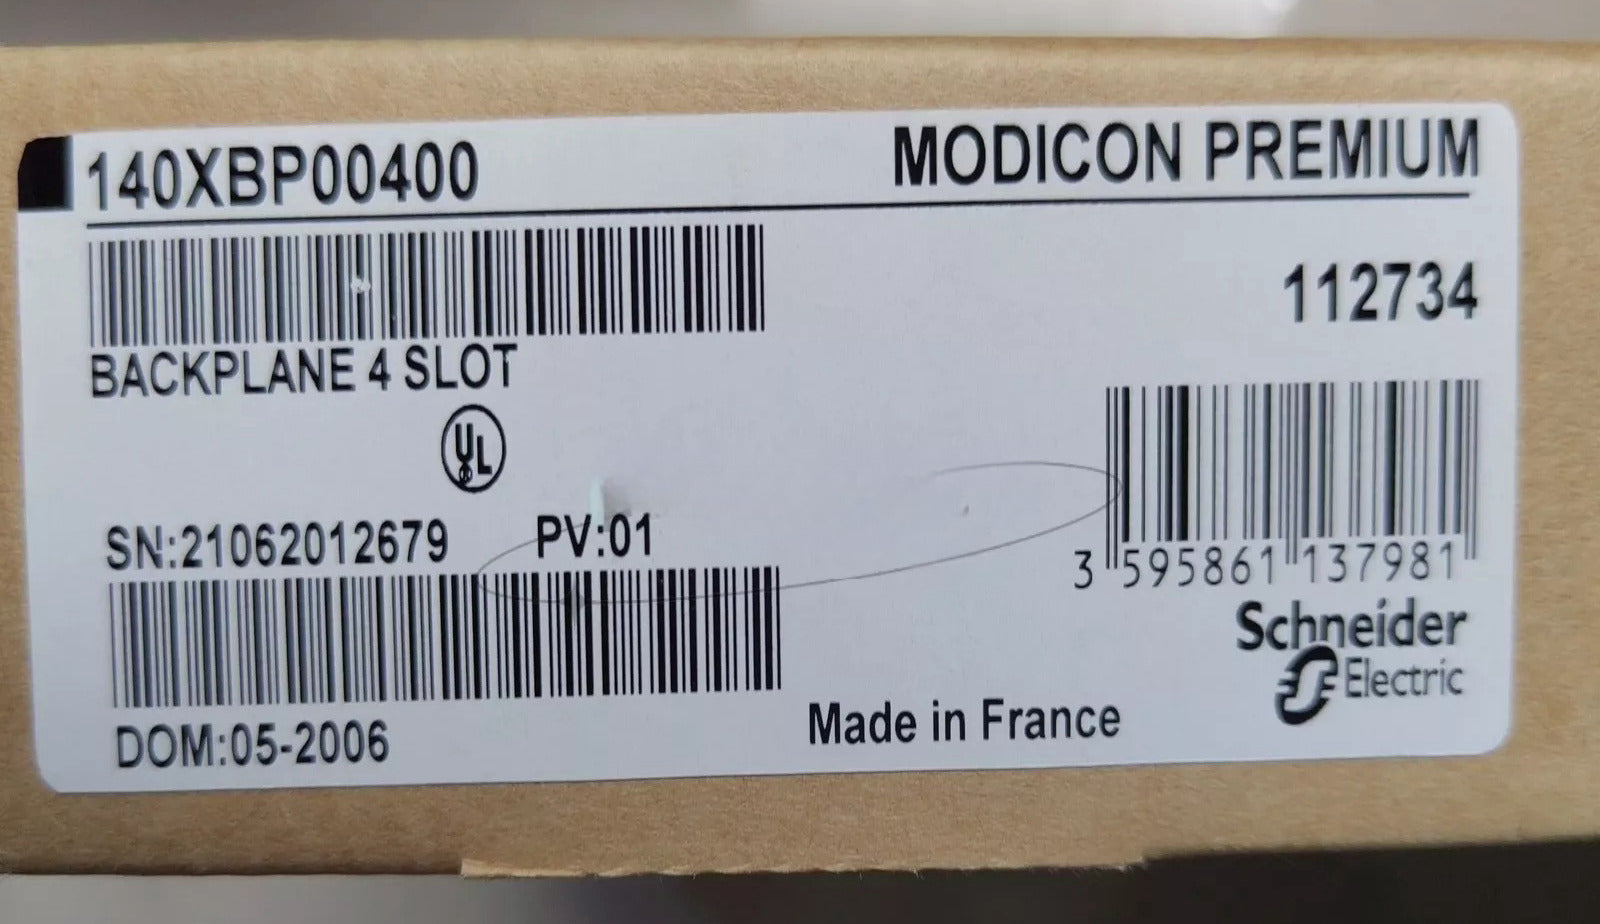 140XBP00400 MODICON PREMIUM
112734
BACKPLANE 4 SLOT
UL
SN:21062012679 PV:01
3 595861 137981
Schneider
Electric
DOM:05-2006
Made in France